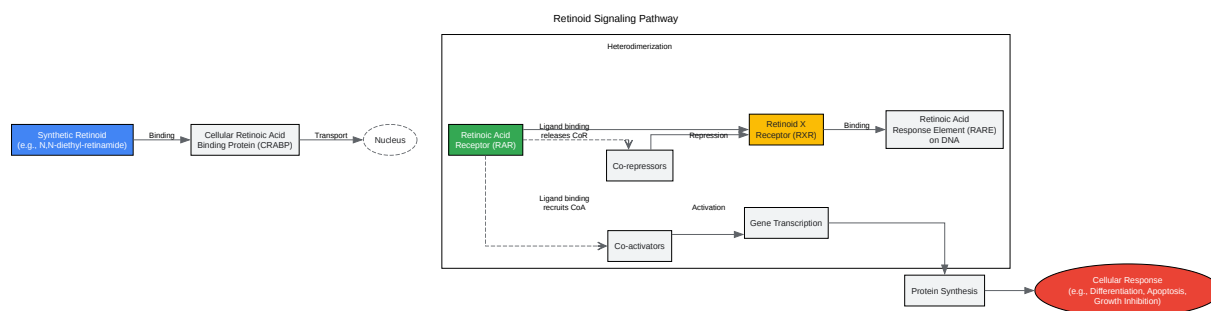 Retinoid Signaling Pathway
Heterodimerization
Synthetic Retinoid
(e.g., N,N-diethyl-retinamide)
Binding
Cellular Retinoic Acid
Binding Protein (CRABP)
Transport
Nucleus
Retinoic Acid
Receptor (RAR)
Ligand binding
releases CoR
Co-repressors
Repression
Retinoid X
Receptor (RXR)
Binding
Retinoic Acid
Response Element (RARE)
on DNA
Ligand binding
recruits CoA
Co-activators
Activation
Gene Transcription
Protein Synthesis
Cellular Response
(e.g., Differentiation, Apoptosis,
Growth Inhibition)